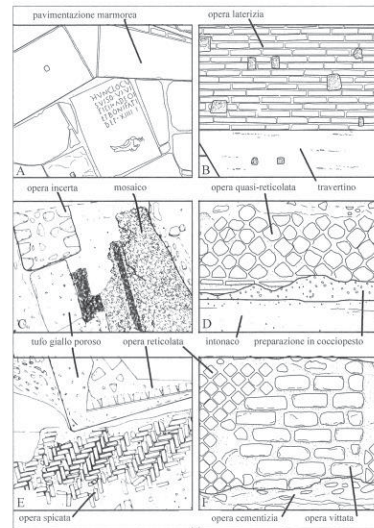 pavimentazione marmorea
opera laterizia
A
B
opera incerta
mosaico
opera quasi-reticolata
travertino
C
D
tufo giallo poroso
opera reticolata
intonaco
preparazione in cocciopesto
E
F
opera spicata
opera cementizia
opera vittata